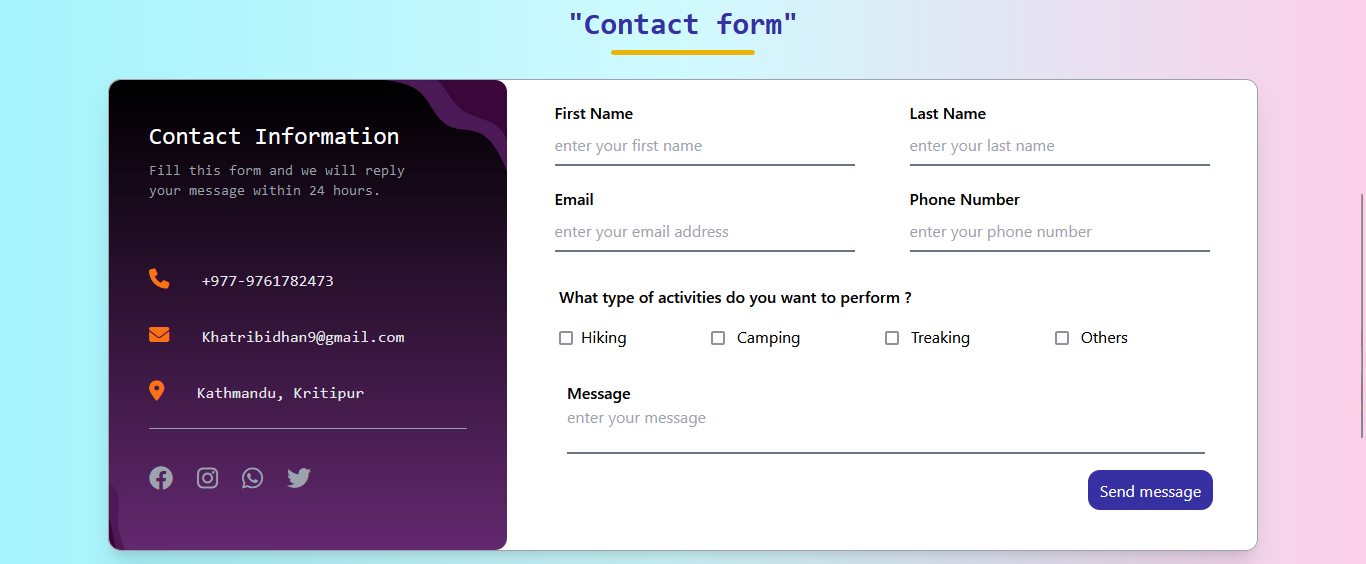 "Contact form"
Contact Information
Fill this form and we will reply
your message within 24 hours.
+977-9761782473
Khatribidhan9@gmail.com
Kathmandu, Kritipur
First Name
enter your first name
Last Name
enter your last name
Email
enter your email address
Phone Number
enter your phone number
What type of activities do you want to perform ?
Hiking
Camping
Treaking
Others
Message
enter your message
Send message